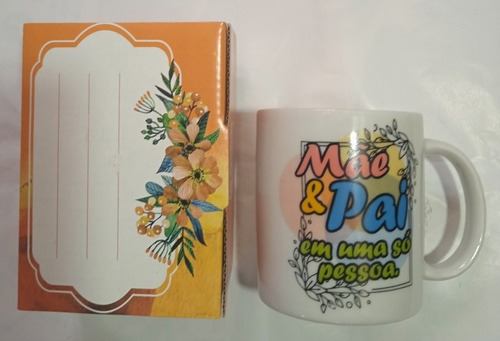 Mãe
& Pai
em uma só
pessoa.